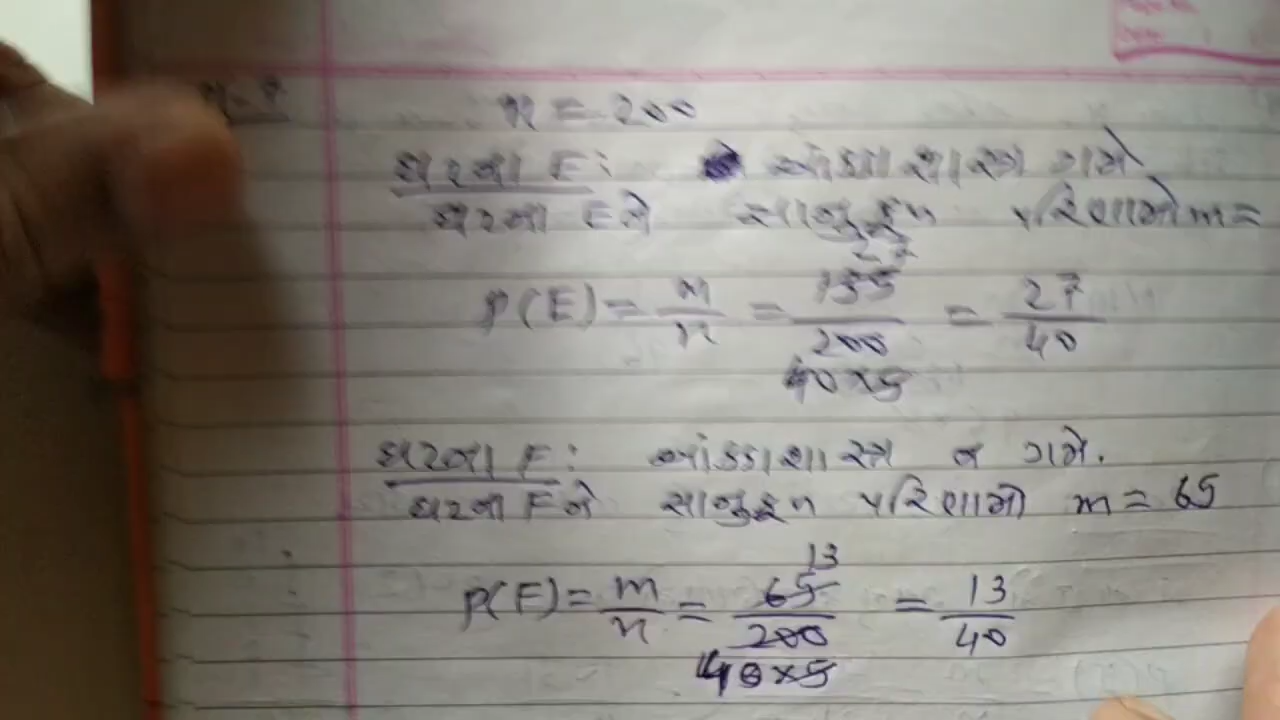 n = 200
ઘટના E: આંકડાશાસ્ત્ર ગમે
ઘટના E ને સાનુકૂળ પરિણામો m =
27
P(E) = m/n = 135/200 = 27/40
40×5
ઘટના F: આંકડાશાસ્ત્ર ન ગમે.
ઘટના F ને સાનુકૂળ પરિણામો m = 65
13
P(F) = m/n = 65/200 = 13/40
40×5